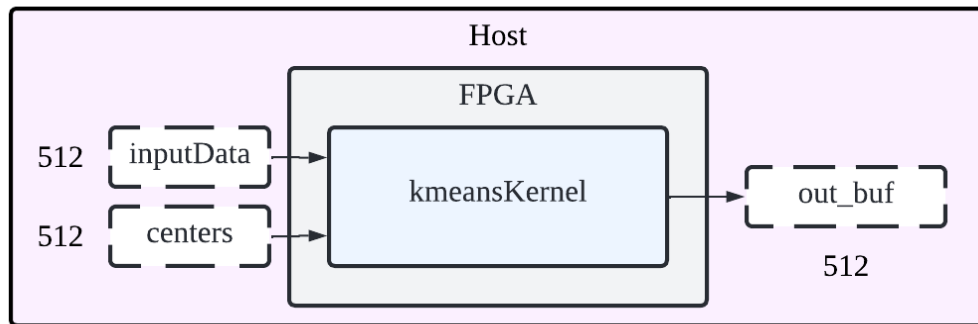 Host
FPGA
512
inputData
kmeansKernel
512
centers
out_buf
512